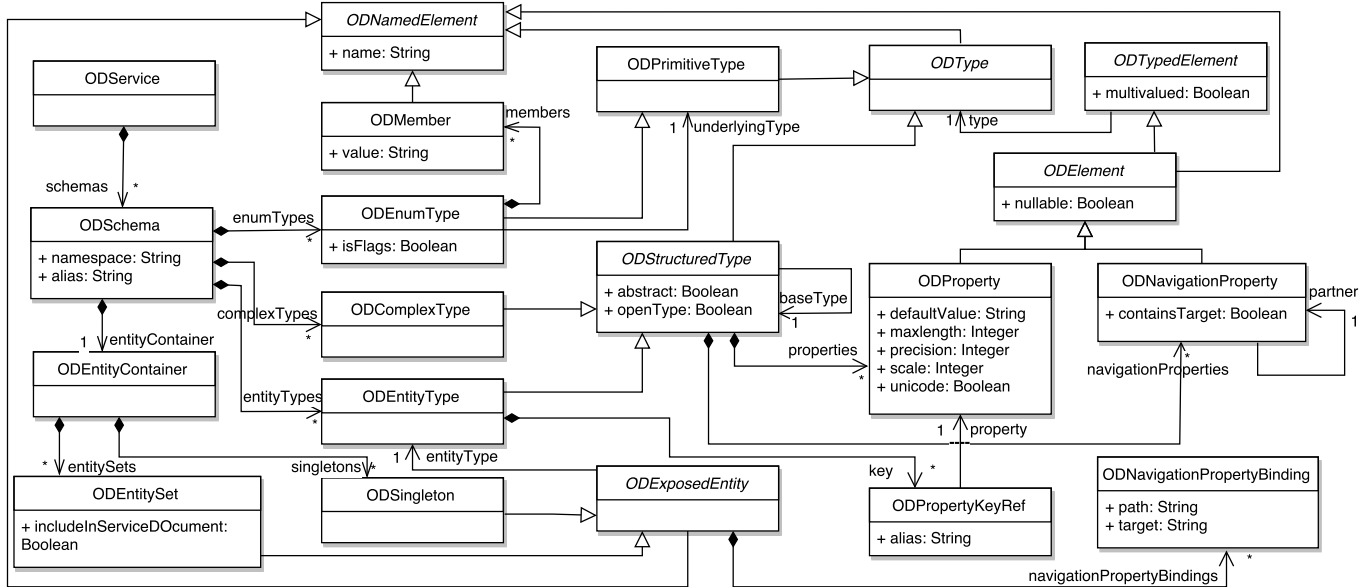 ODNamedElement
+ name: String
ODService
ODPrimitiveType
ODType
ODTypedElement
+ multivalued: Boolean
ODMember
+ value: String
members
*
1
underlyingType
1
type
ODElement
+ nullable: Boolean
schemas
*
ODSchema
+ namespace: String
+ alias: String
enumTypes
*
ODEnumType
+ isFlags: Boolean
ODStructuredType
+ abstract: Boolean
+ openType: Boolean
baseType
1
ODProperty
+ defaultValue: String
+ maxlength: Integer
+ precision: Integer
+ scale: Integer
+ unicode: Boolean
ODNavigationProperty
+ containsTarget: Boolean
partner
1
complexTypes
*
ODComplexType
1
entityContainer
ODEntityContainer
properties
*
navigationProperties
*
entityTypes
*
ODEntityType
1
property
1
entityType
*
entitySets
singletons
*
key
*
ODEntitySet
+ includeInServiceDOcument:
Boolean
ODSingleton
ODExposedEntity
ODPropertyKeyRef
+ alias: String
ODNavigationPropertyBinding
+ path: String
+ target: String
navigationPropertyBindings
*